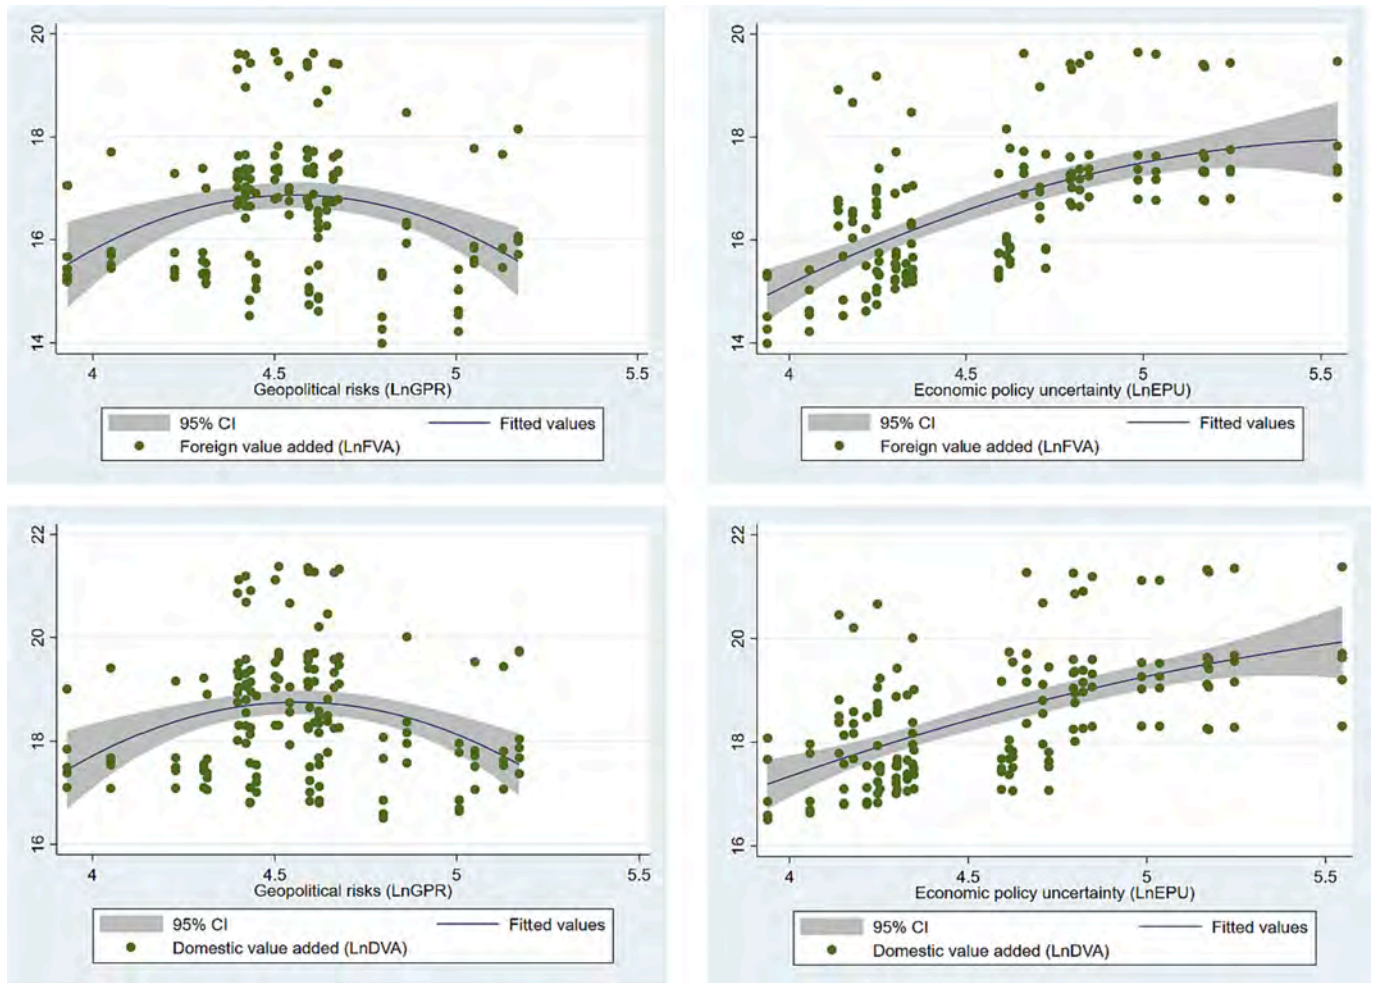 20
18
16
14
4
4.5
5
5.5
Geopolitical risks (LnGPR)
95% CI
Fitted values
Foreign value added (LnFVA)
20
18
16
14
4
4.5
5
5.5
Economic policy uncertainty (LnEPU)
95% CI
Fitted values
Foreign value added (LnFVA)
22
20
18
16
4
4.5
5
5.5
Geopolitical risks (LnGPR)
95% CI
Fitted values
Domestic value added (LnDVA)
22
20
18
16
4
4.5
5
5.5
Economic policy uncertainty (LnEPU)
95% CI
Fitted values
Domestic value added (LnDVA)